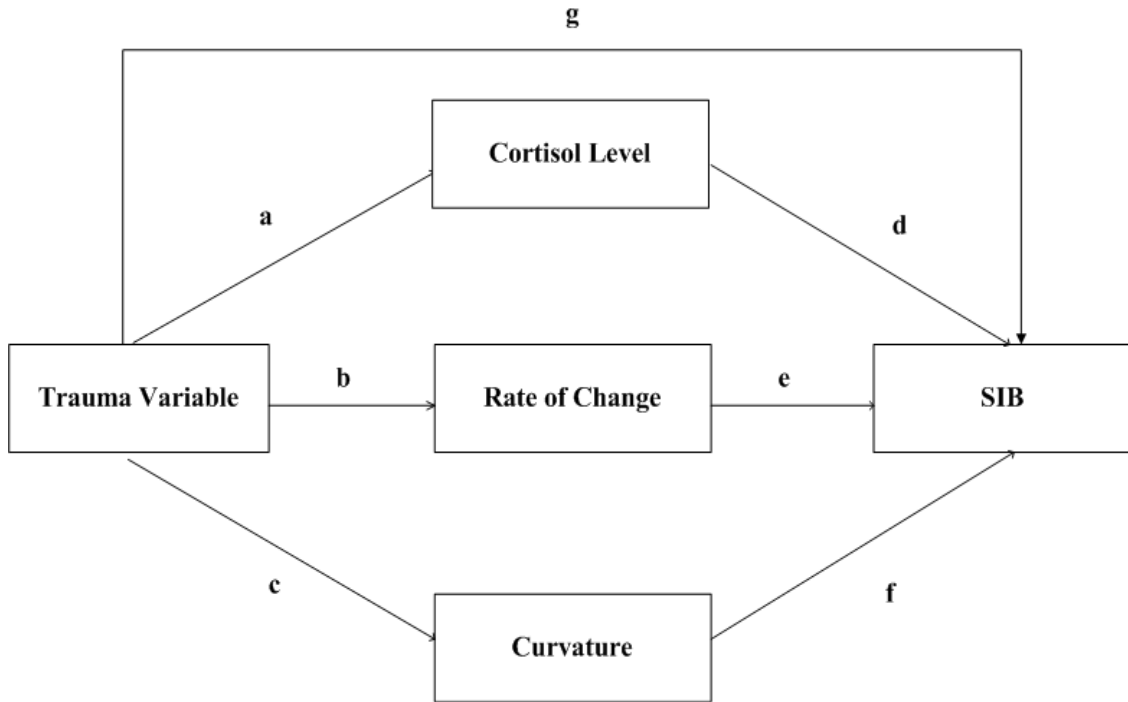 g
Cortisol Level
a
d
Trauma Variable
b
Rate of Change
e
SIB
c
f
Curvature